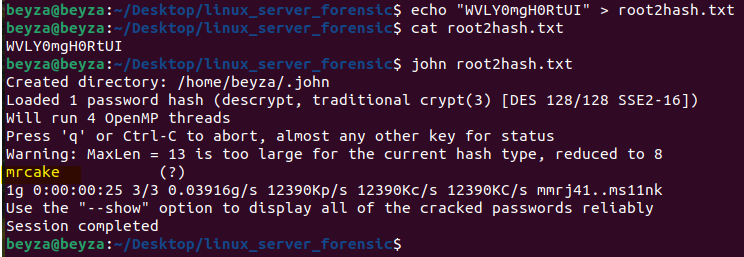 beyza@beyza:~/Desktop/linux_server_forensic$ echo "WVLY0mgH0RtUI" > root2hash.txt
beyza@beyza:~/Desktop/linux_server_forensic$ cat root2hash.txt
WVLY0mgH0RtUI
beyza@beyza:~/Desktop/linux_server_forensic$ john root2hash.txt
Created directory: /home/beyza/.john
Loaded 1 password hash (descrypt, traditional crypt(3) [DES 128/128 SSE2-16])
Will run 4 OpenMP threads
Press 'q' or Ctrl-C to abort, almost any other key for status
Warning: MaxLen = 13 is too large for the current hash type, reduced to 8
mrcake           (?)
1g 0:00:00:25 3/3 0.03916g/s 12390Kp/s 12390Kc/s 12390KC/s mmrj41..ms11nk
Use the "--show" option to display all of the cracked passwords reliably
Session completed
beyza@beyza:~/Desktop/linux_server_forensic$